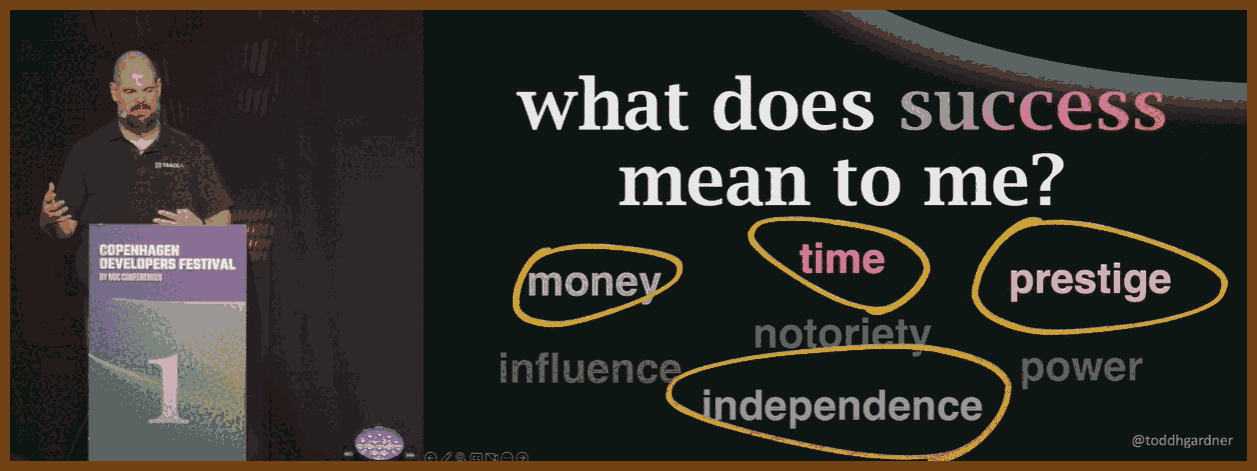 TRACKJS
COPENHAGEN
DEVELOPERS FESTIVAL
BY NDC CONFERENCES
1
what does success
mean to me?
money
time
prestige
notoriety
influence
power
independence
@toddhgardner